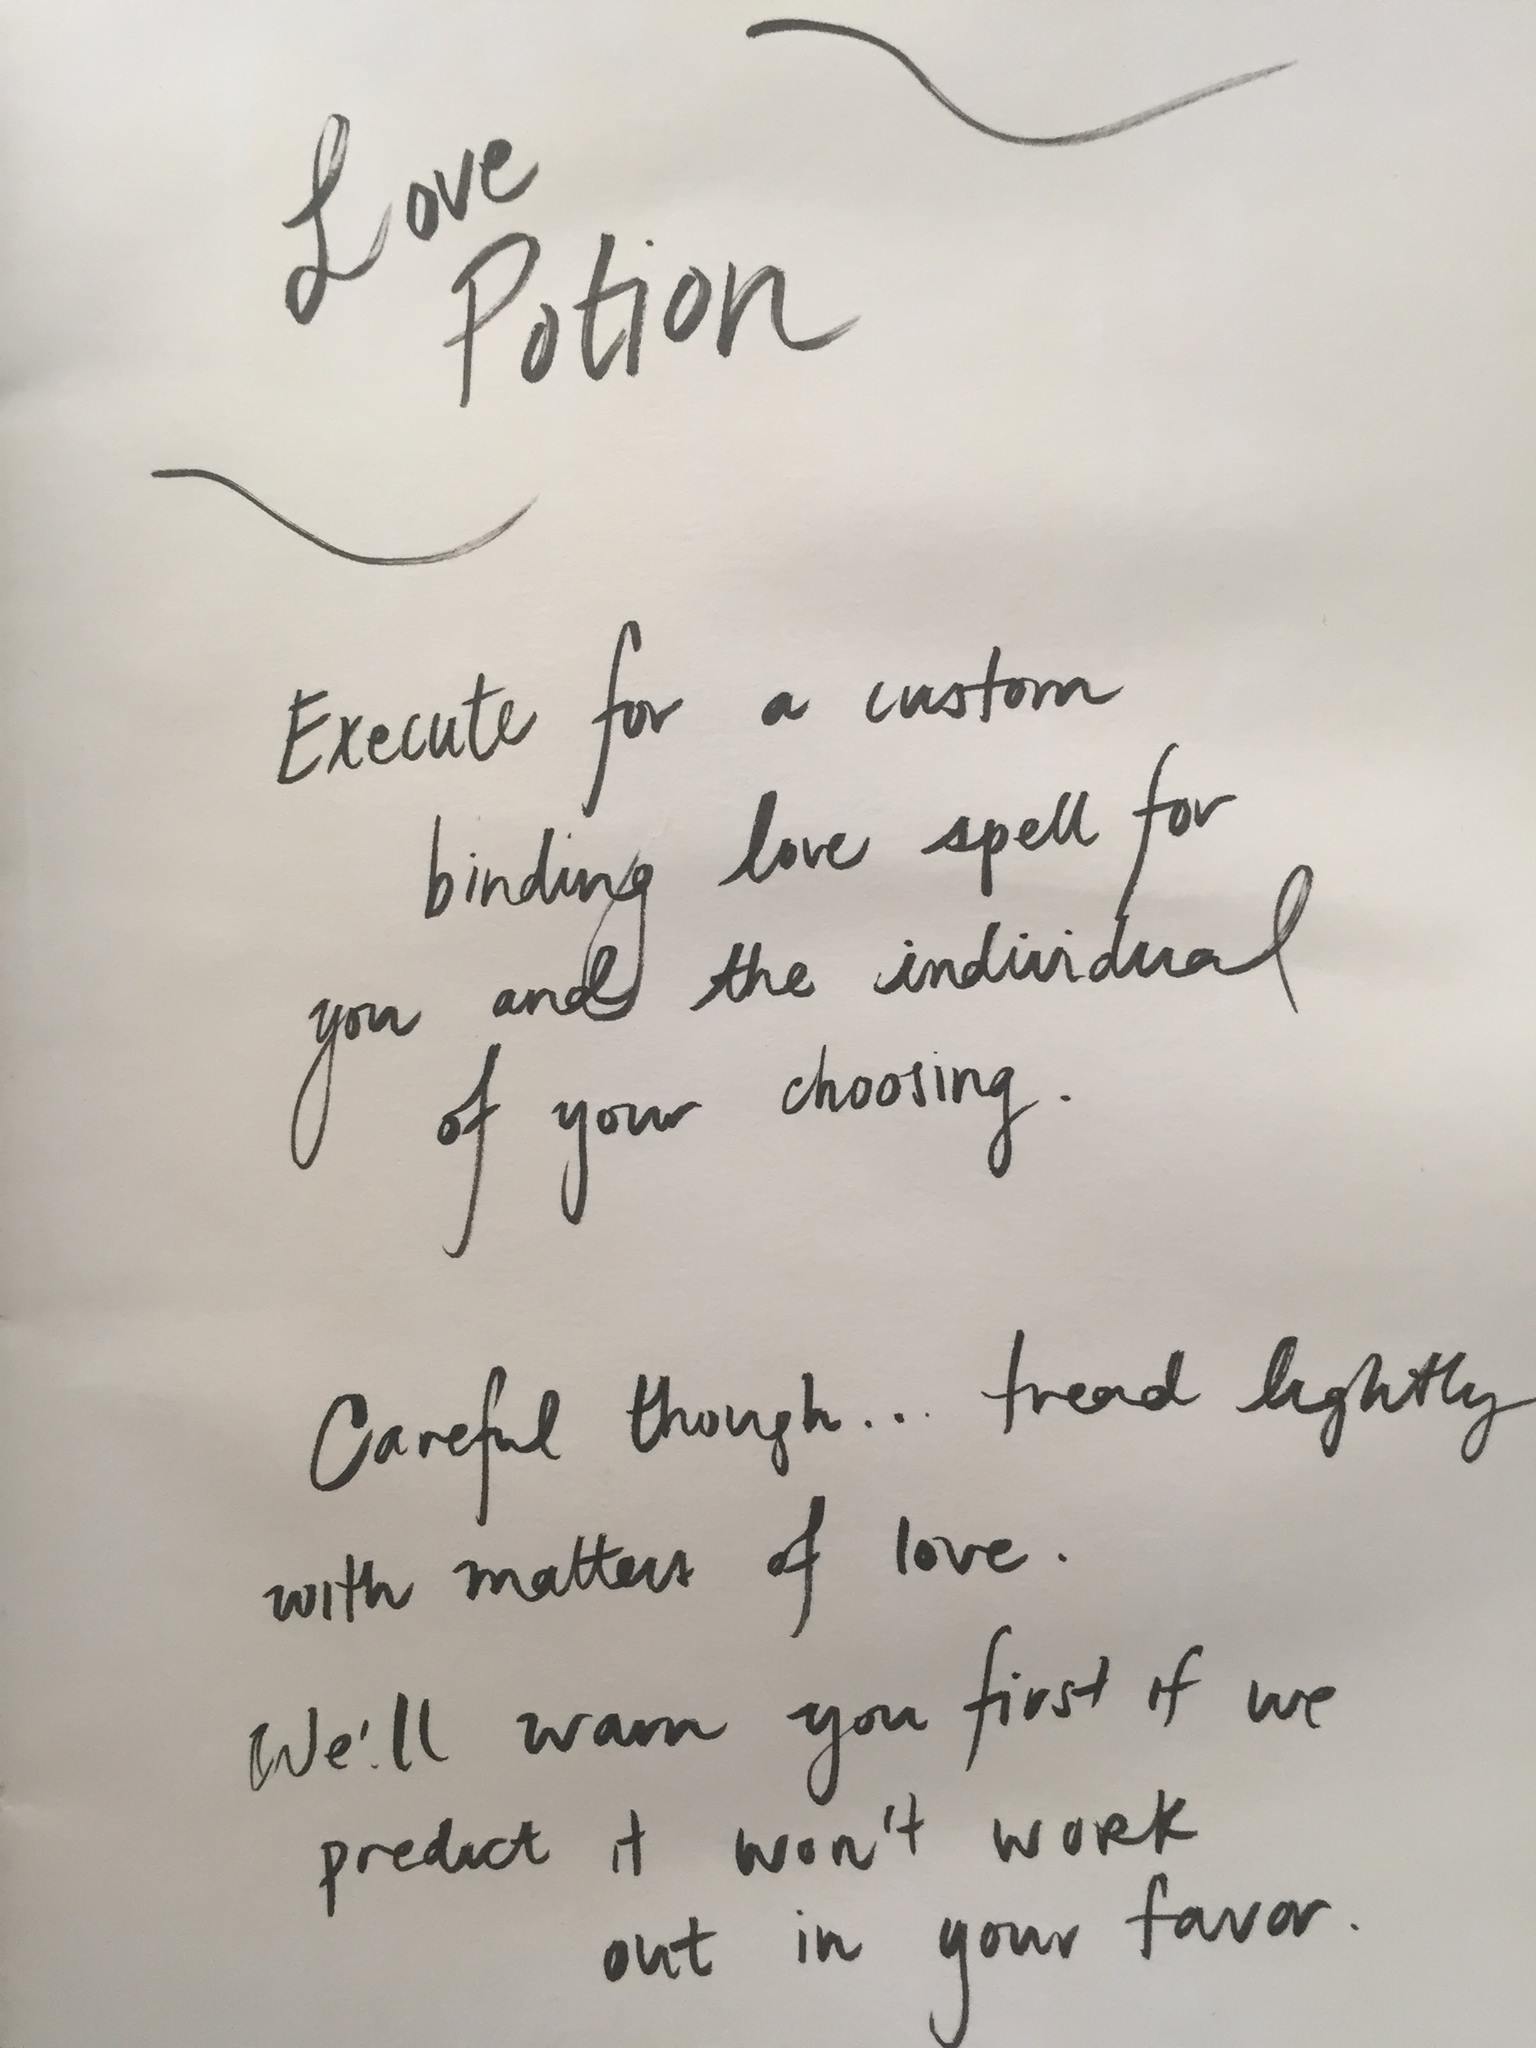 Love
Potion
Execute for a custom
binding love spell for
you and the individual
of your choosing.
Careful though... tread lightly
with matters of love.
We'll warn you first if we
predict it won't work
out in your favor.